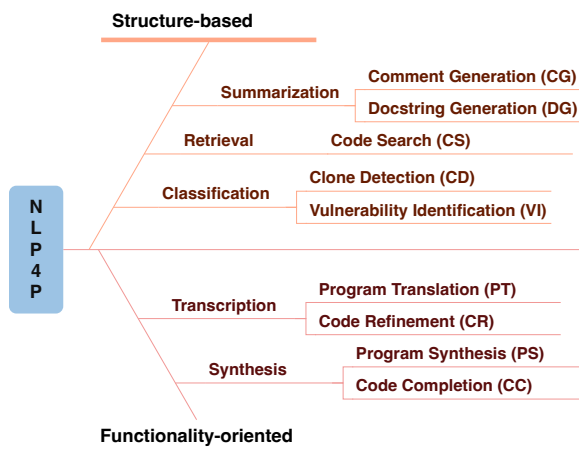 Structure-based
Summarization
Comment Generation (CG)
Docstring Generation (DG)
Retrieval
Code Search (CS)
Classification
Clone Detection (CD)
Vulnerability Identification (VI)
N
L
P
4
P
Transcription
Program Translation (PT)
Code Refinement (CR)
Synthesis
Program Synthesis (PS)
Code Completion (CC)
Functionality-oriented